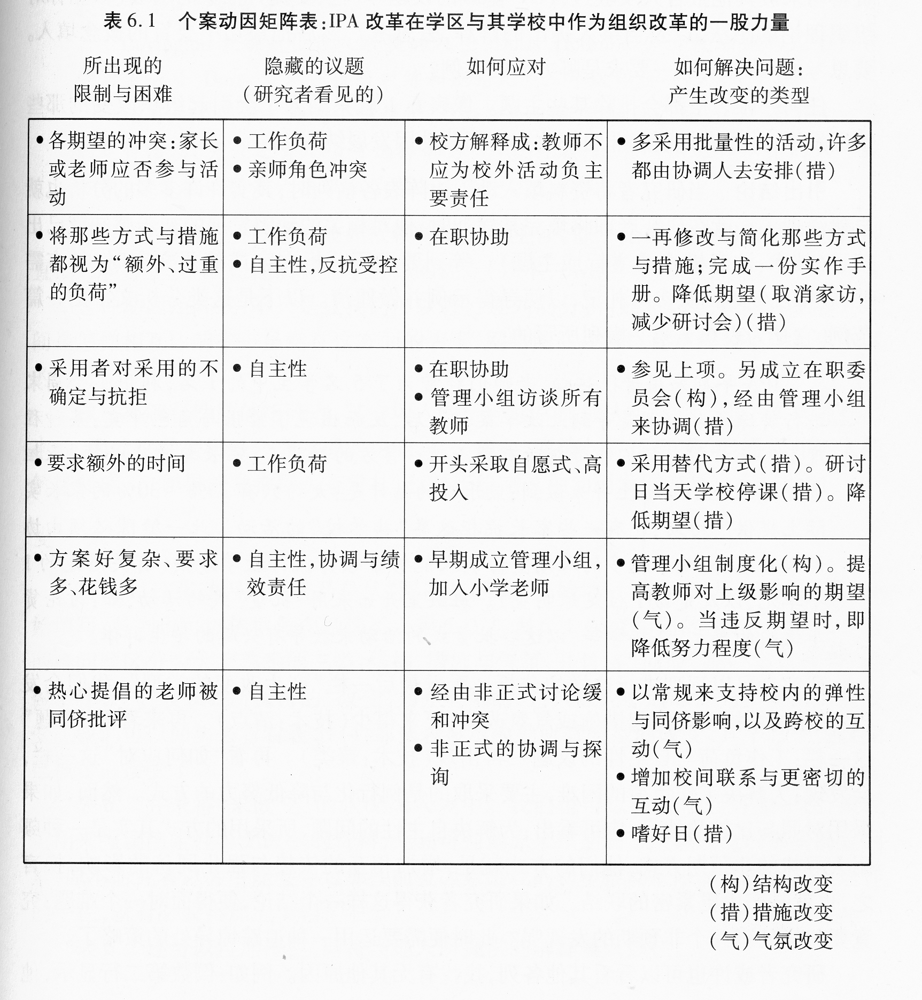 表 6.1 个案动因矩阵表:IPA 改革在学区与其学校中作为组织改革的一股力量
所出现的
限制与困难
隐藏的议题
(研究者看见的)
如何应对
如何解决问题:
产生改变的类型
• 各期望的冲突:家长
或老师应否参与活
动
• 工作负荷
• 亲师角色冲突
• 校方解释成:教师不
应为校外活动负主
要责任
• 多采用批量性的活动,许多
都由协调人去安排(措)
• 将那些方式与措施
都视为“额外、过重
的负荷”
• 工作负荷
• 自主性,反抗受控
• 在职协助
• 一再修改与简化那些方式
与措施;完成一份实作手
册。降低期望(取消家访,
减少研讨会)(措)
• 采用者对采用的不
确定与抗拒
• 自主性
• 在职协助
• 管理小组访谈所有
教师
• 参见上项。另成立在职委
员会(构),经由管理小组
来协调(措)
• 要求额外的时间
• 工作负荷
• 开头采取自愿式、高
投入
• 采用替代方式(措)。研讨
日当天学校停课(措)。降
低期望(措)
• 方案好复杂、要求
多、花钱多
• 自主性,协调与绩
效责任
• 早期成立管理小组,
加入小学老师
• 管理小组制度化(构)。提
高教师对上级影响的期望
(气)。当违反期望时,即
降低努力程度(气)
• 热心提倡的老师被
同侪批评
• 自主性
• 经由非正式讨论缓
和冲突
• 非正式的协调与探
询
• 以常规来支持校内的弹性
与同侪影响,以及跨校的互
动(气)
• 增加校间联系与更密切的
互动(气)
• 嗜好日(措)
(构)结构改变
(措)措施改变
(气)气氛改变